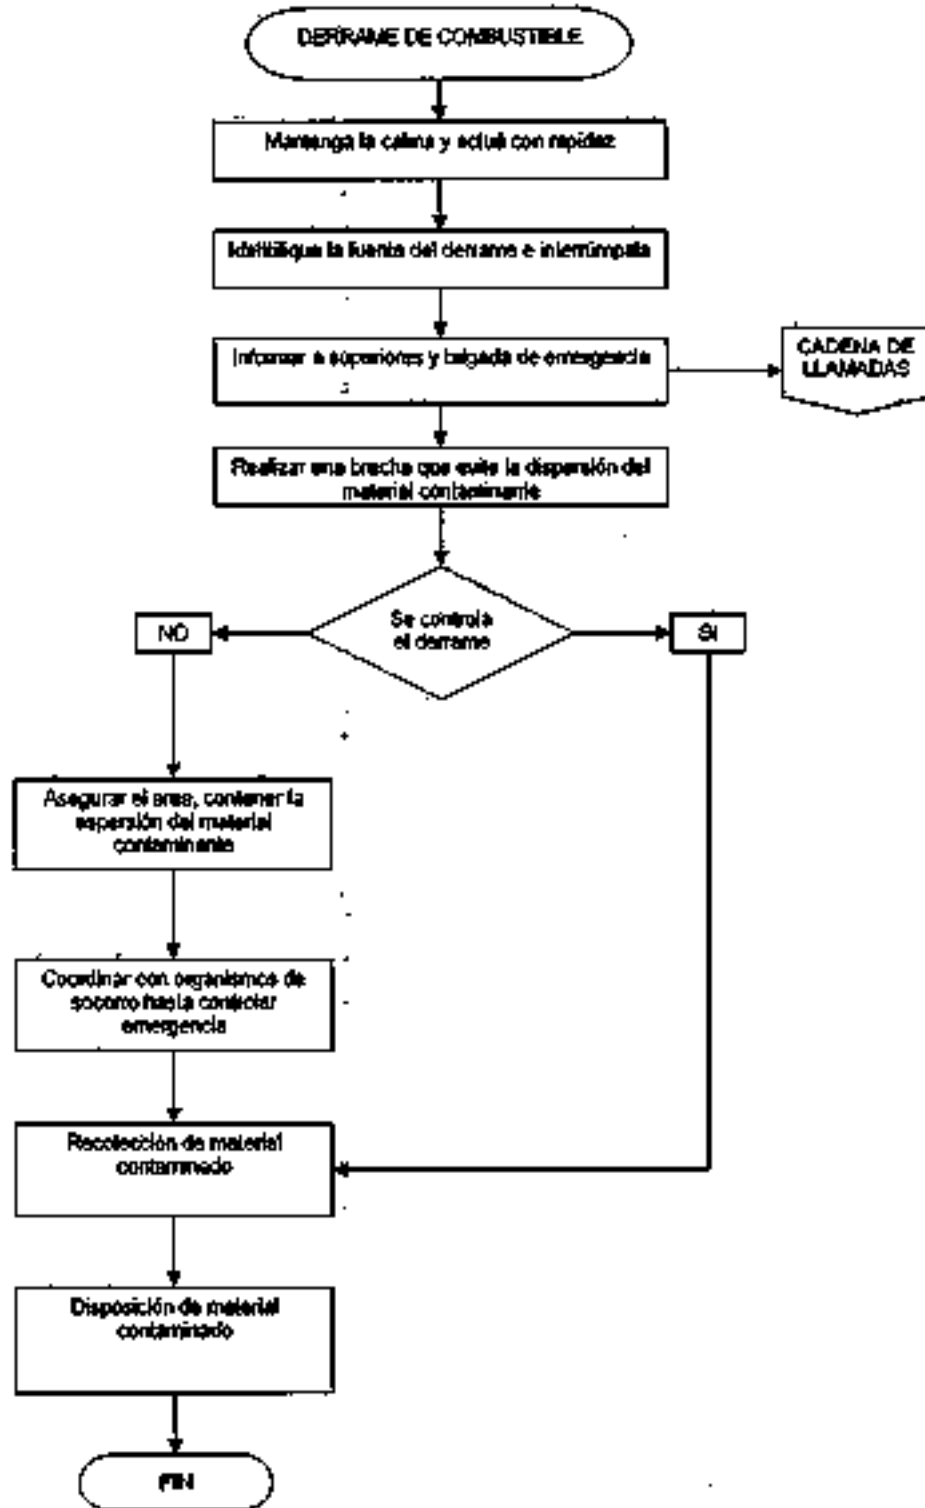 DERRAME DE COMBUSTIBLE
Mantenga la calma y actué con rapidez
Identifique la fuente del derrame e interrúmpala
Informar a superiores y brigada de emergencia
CADENA DE
LLAMADAS
Realizar una brecha que evite la dispersión del
material contaminante
Se controla
el derrame
NO
SI
Asegurar el area, contener la
espersión del material
contaminante
Coordinar con organismos de
socorro hasta controlar
emergencia
Recolección de material
contaminado
Disposición de material
contaminado
FIN